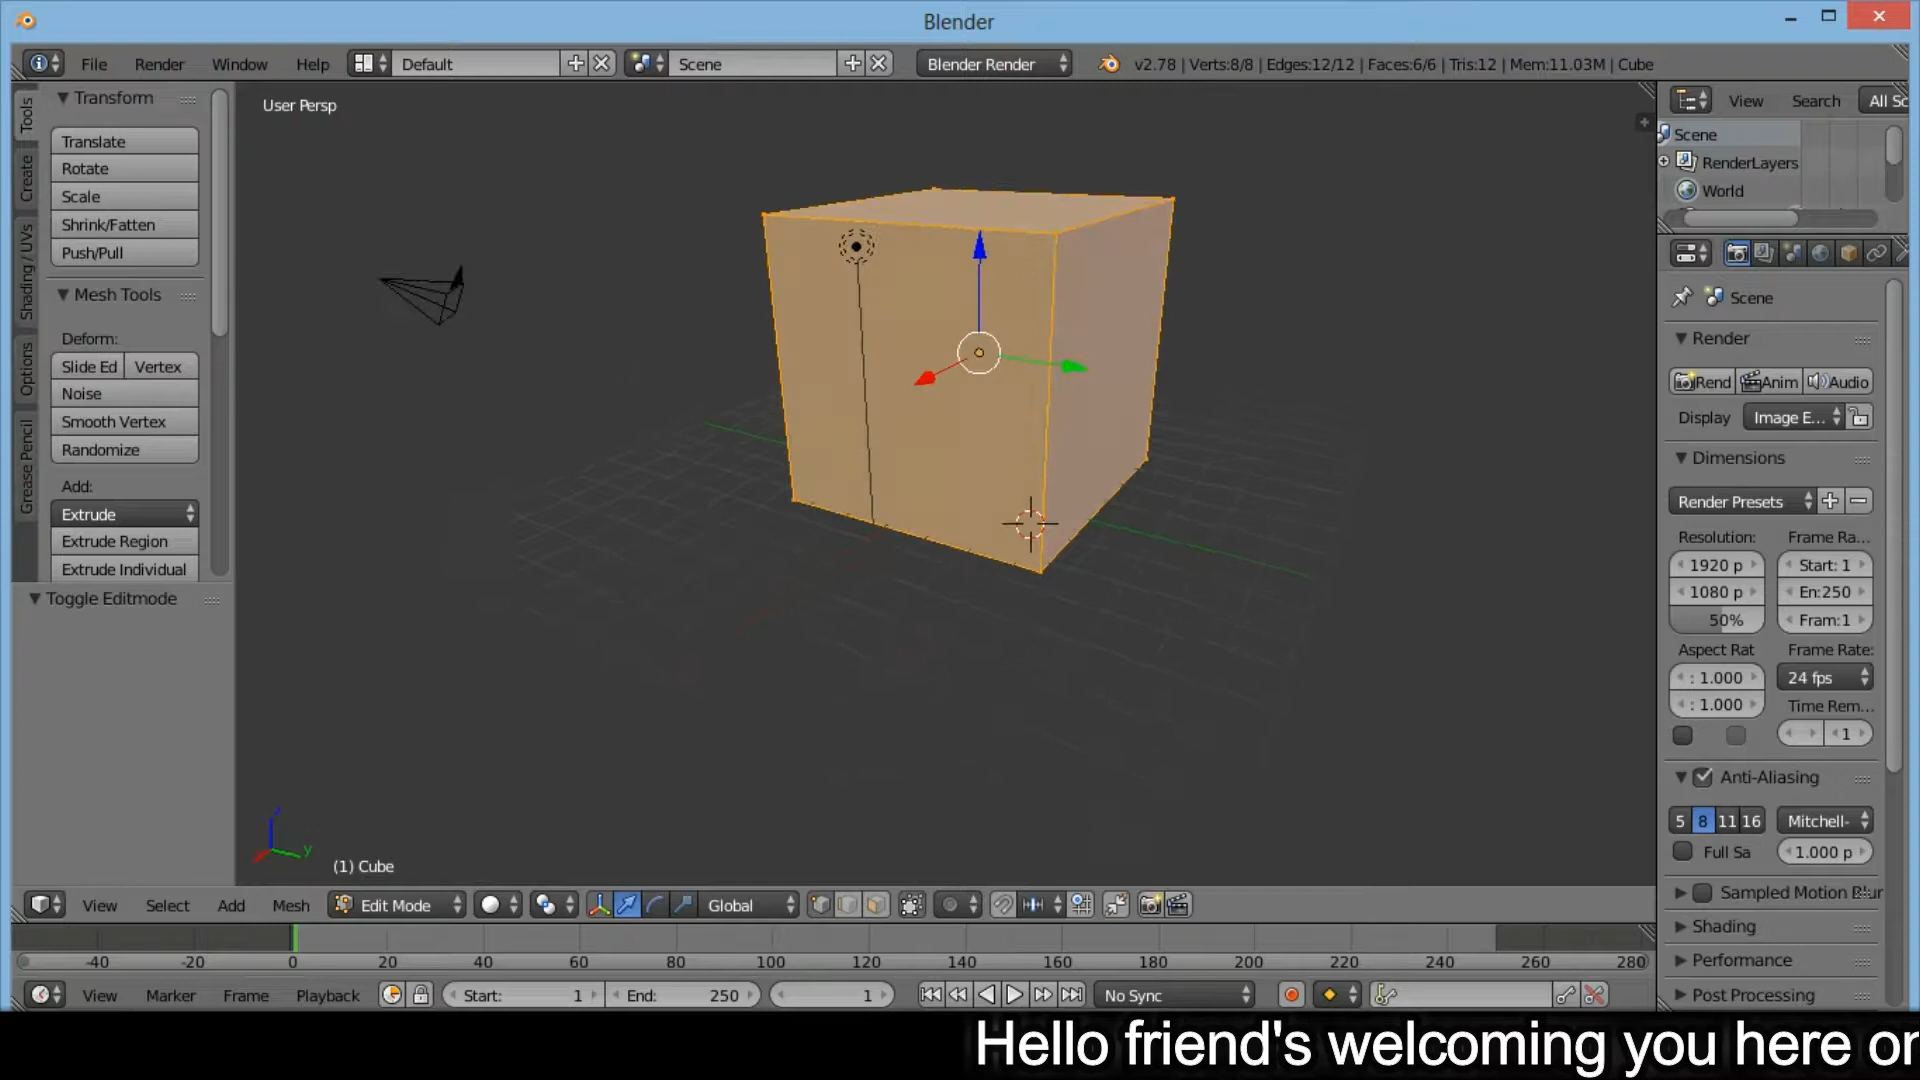 Blender
File Render Window Help Default Scene Blender Render v2.78 | Verts:8/8 | Edges:12/12 | Faces:6/6 | Tris:12 | Mem:11.03M | Cube
Tools
Create
Shading / UVs
Options
Grease Pencil
Transform
Translate
Rotate
Scale
Shrink/Fatten
Push/Pull
Mesh Tools
Deform:
Slide Ed Vertex
Noise
Smooth Vertex
Randomize
Add:
Extrude
Extrude Region
Extrude Individual
Toggle Editmode
User Persp
z
y
(1) Cube
View Search All Sc
Scene
RenderLayers
World
Scene
Render
Rend Anim Audio
Display Image E...
Dimensions
Render Presets
Resolution: Frame Ra...
1920 p Start: 1
1080 p En:250
50% Fram:1
Aspect Rat Frame Rate:
: 1.000 24 fps
: 1.000 Time Rem...
1
Anti-Aliasing
5 8 11 16 Mitchell-
Full Sa 1.000 p
Sampled Motion Blur
Shading
Performance
Post Processing
View Select Add Mesh Edit Mode Global
-40 -20 0 20 40 60 80 100 120 140 160 180 200 220 240 260 280
View Marker Frame Playback Start: 1 End: 250 1 No Sync
Hello friend's welcoming you here or